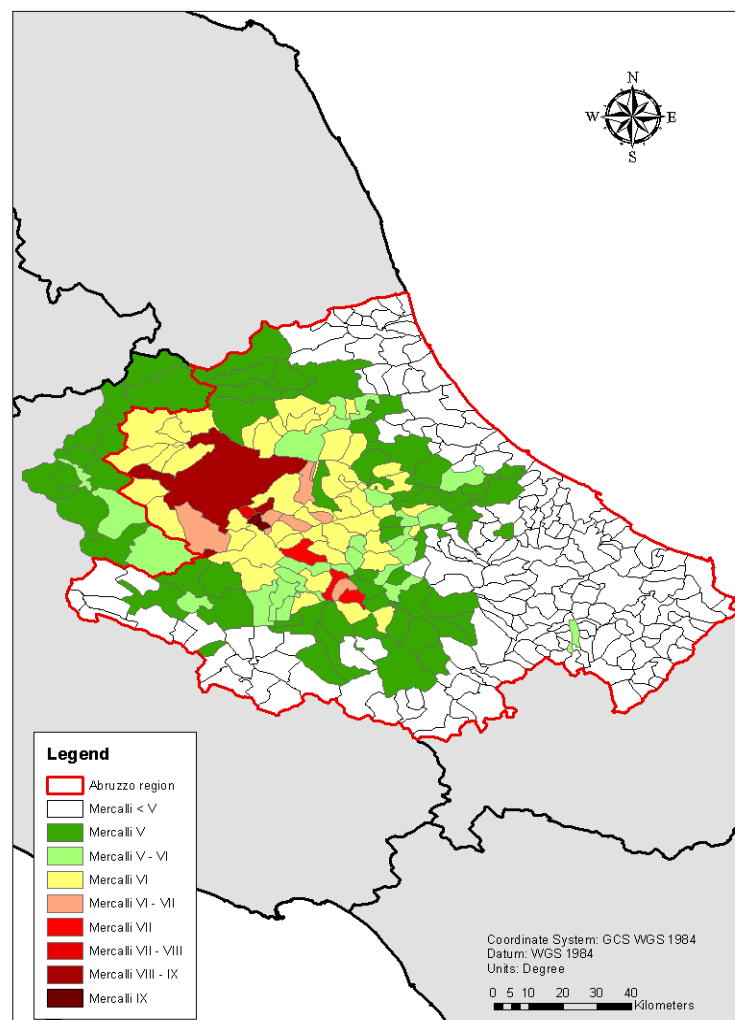 N
W E
S
Legend
Abruzzo region
Mercalli < V
Mercalli V
Mercalli V - VI
Mercalli VI
Mercalli VI - VII
Mercalli VII
Mercalli VII - VIII
Mercalli VIII - IX
Mercalli IX
Coordinate System: GCS WGS 1984
Datum: WGS 1984
Units: Degree
0 5 10 20 30 40
Kilometers